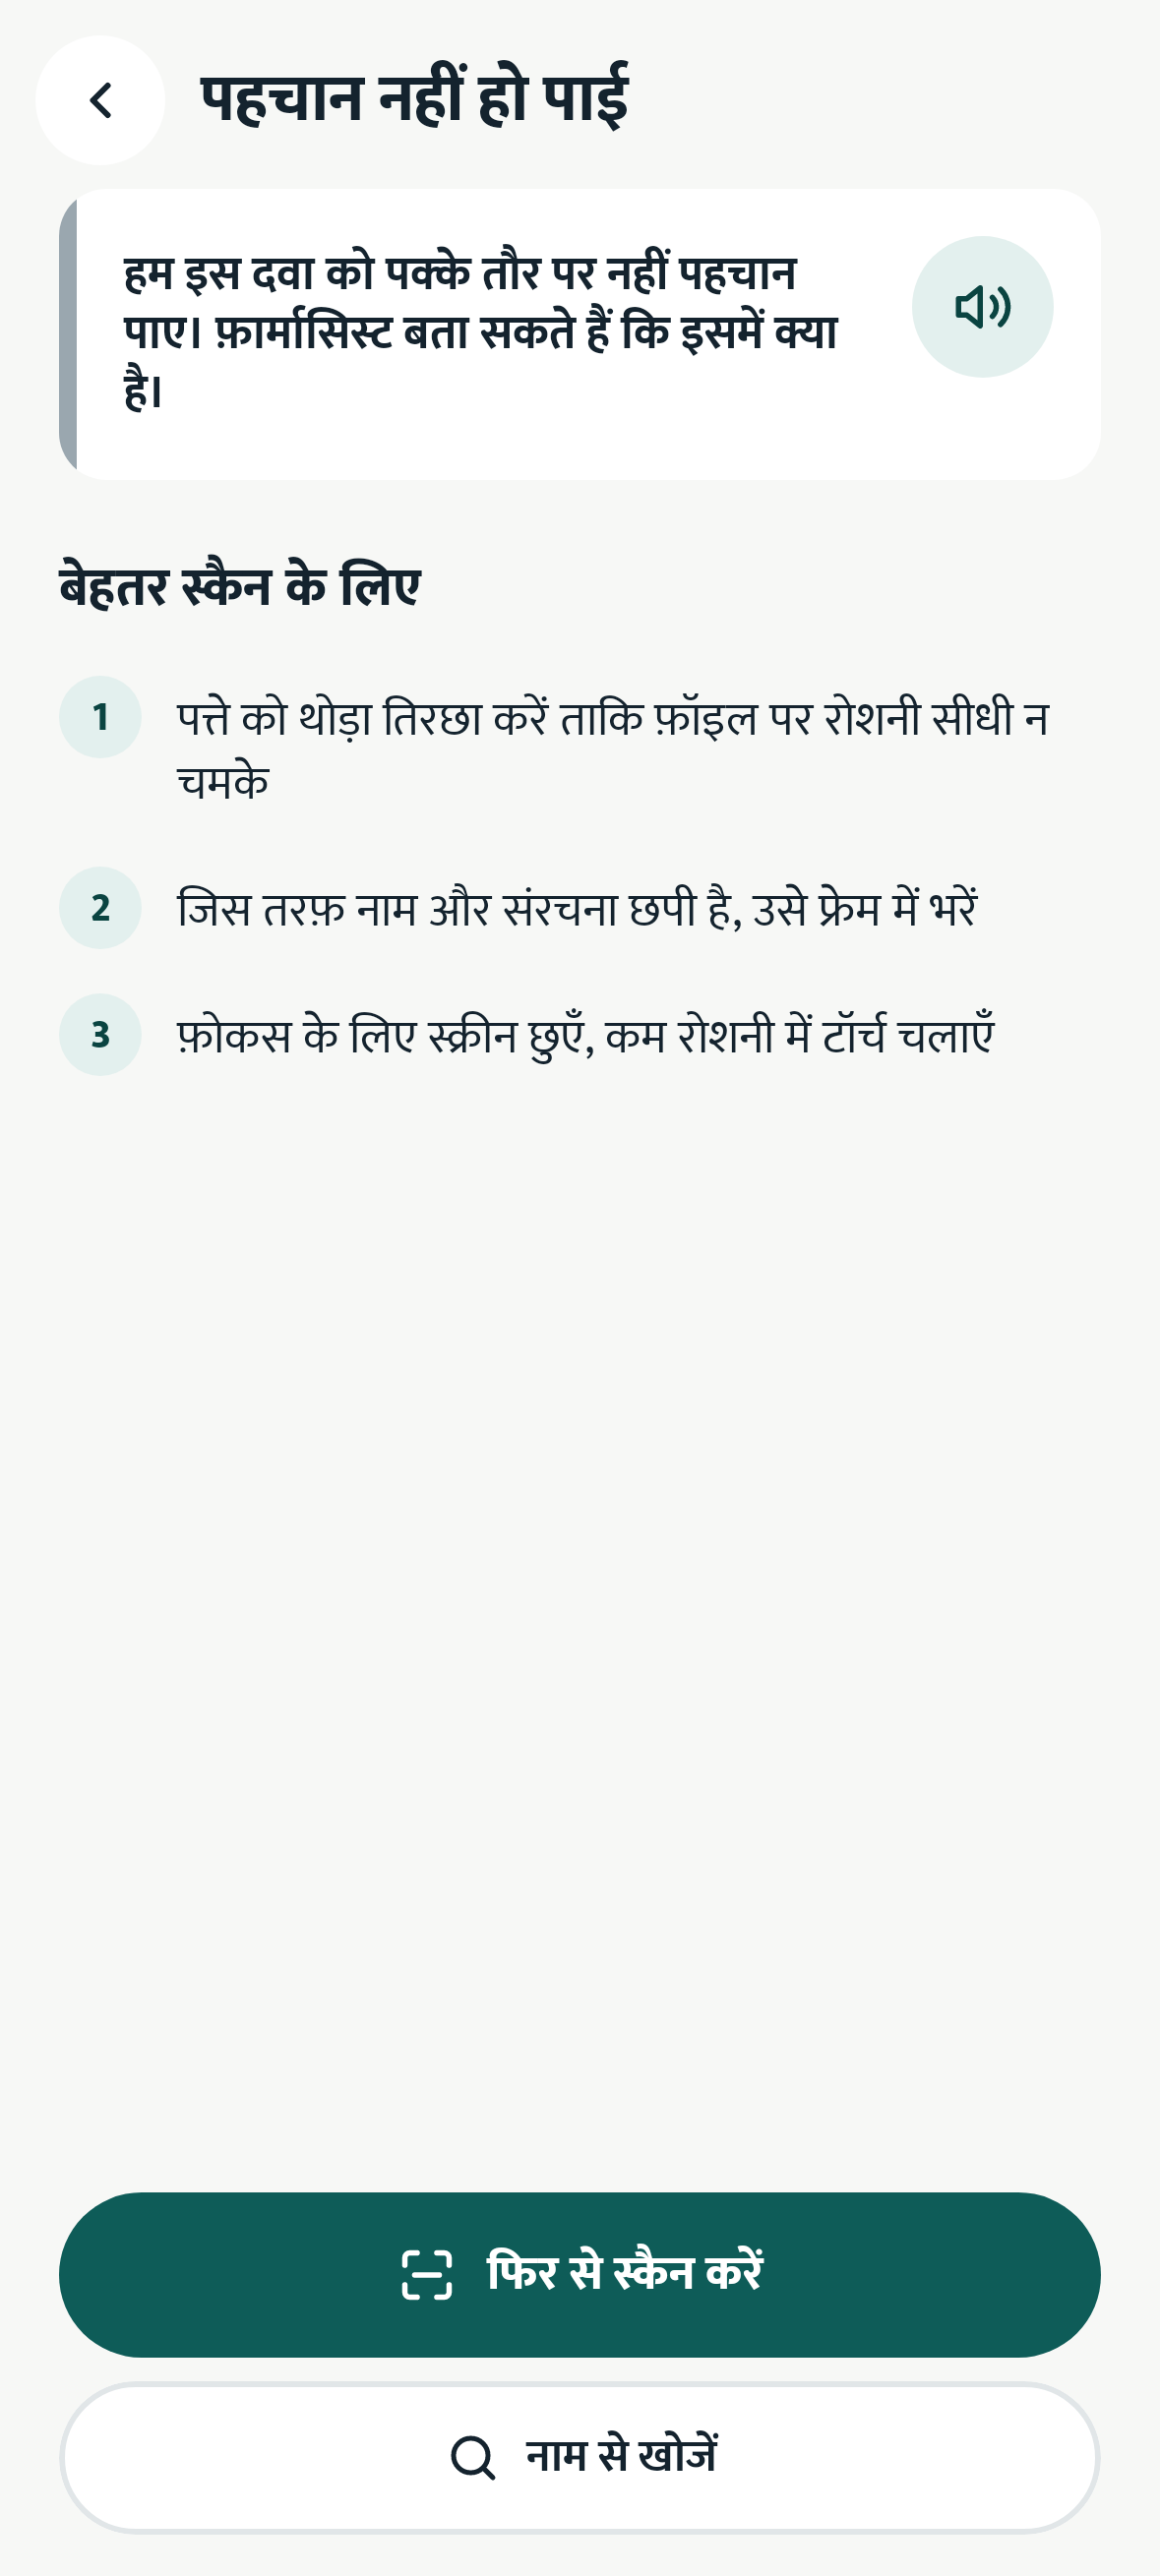 पहचान नहीं हो पाई
हम इस दवा को पक्के तौर पर नहीं पहचान
पाए। फ़ार्मासिस्ट बता सकते हैं कि इसमें क्या
है।
बेहतर स्कैन के लिए
1 पत्ते को थोड़ा तिरछा करें ताकि फ़ॉइल पर रोशनी सीधी न
चमके
2 जिस तरफ़ नाम और संरचना छपी है, उसे फ्रेम में भरें
3 फ़ोकस के लिए स्क्रीन छुएँ, कम रोशनी में टॉर्च चलाएँ
फिर से स्कैन करें
नाम से खोजें